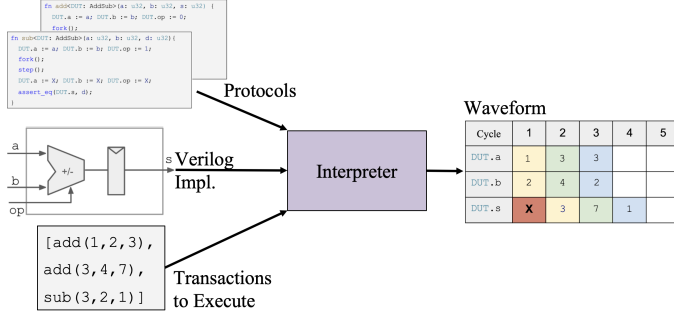 fn add<DUT: AddSub>(a: u32, b: u32, s: u32) {
DUT.a := a; DUT.b := b; DUT.op := 0;
fork();
fn sub<DUT: AddSub>(a: u32, b: u32, d: u32){
DUT.a := a; DUT.b := b; DUT.op := 1;
fork();
step();
DUT.a := X; DUT.b := X; DUT.op := X;
assert_eq(DUT.s, d);
}
Protocols
a
b
op
+/-
s
Verilog
Impl.
[add(1,2,3),
add(3,4,7),
sub(3,2,1)]
Transactions
to Execute
Interpreter
Waveform
Cycle 1 2 3 4 5
DUT.a 1 3 3
DUT.b 2 4 2
DUT.s X 3 7 1